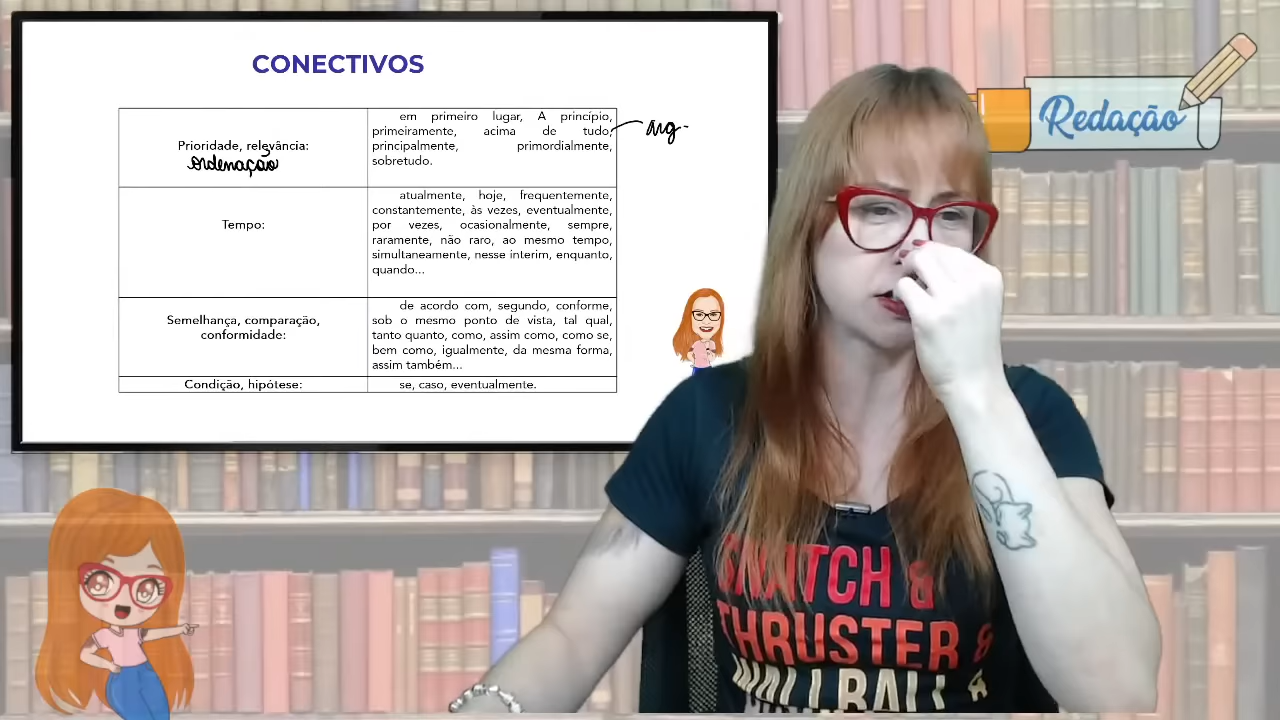 CONECTIVOS
Prioridade, relevância:
ordenação
em primeiro lugar, A princípio,
primeiramente, acima de tudo,
principalmente, primordialmente,
sobretudo.
arg.
Tempo:
atualmente, hoje, frequentemente,
constantemente, às vezes, eventualmente,
por vezes, ocasionalmente, sempre,
raramente, não raro, ao mesmo tempo,
simultaneamente, nesse interim, enquanto,
quando...
Semelhança, comparação,
conformidade:
de acordo com, segundo, conforme,
sob o mesmo ponto de vista, tal qual,
tanto quanto, como, assim como, como se,
bem como, igualmente, da mesma forma,
assim também...
Condição, hipótese:
se, caso, eventualmente.
Redação
SNATCH &
THRUSTER &
WALLBALL &